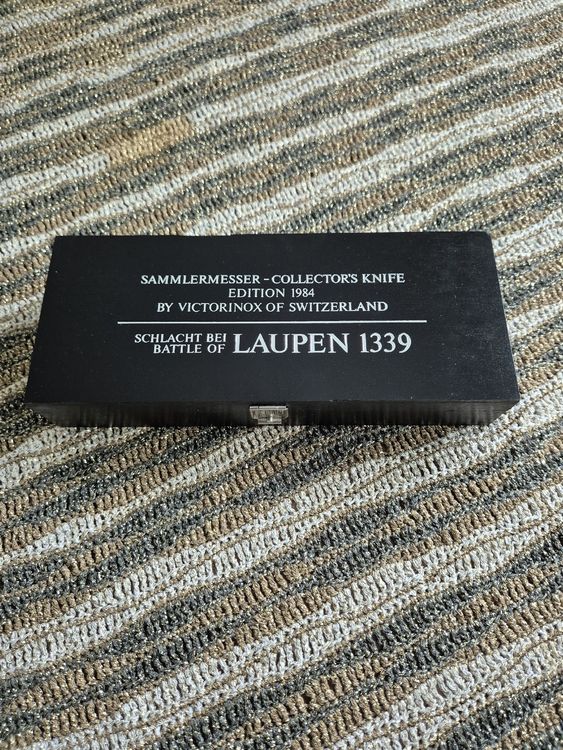 SAMMLERMESSER - COLLECTOR'S KNIFE
EDITION 1984
BY VICTORINOX OF SWITZERLAND
SCHLACHT BEI
BATTLE OF LAUPEN 1339